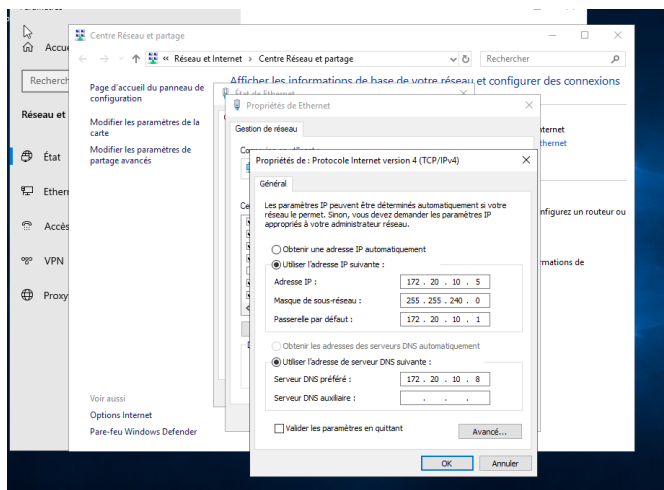 Centre Réseau et partage
« Réseau et Internet > Centre Réseau et partage
Rechercher
Accue
Recherch
Réseau et
État
Ethern
Accès
VPN
Proxy
Page d'accueil du panneau de
configuration
Modifier les paramètres de la
carte
Modifier les paramètres de
partage avancés
Voir aussi
Options Internet
Pare-feu Windows Defender
Afficher les informations de base de votre réseau et configurer des connexions
État de Ethernet
Propriétés de Ethernet
Gestion de réseau
nternet
thernet
nfigurez un routeur ou
mations de
Propriétés de : Protocole Internet version 4 (TCP/IPv4)
Général
Les paramètres IP peuvent être déterminés automatiquement si votre
réseau le permet. Sinon, vous devez demander les paramètres IP
appropriés à votre administrateur réseau.
Obtenir une adresse IP automatiquement
Utiliser l'adresse IP suivante :
Adresse IP : 172 . 20 . 10 . 5
Masque de sous-réseau : 255 . 255 . 240 . 0
Passerelle par défaut : 172 . 20 . 10 . 1
Obtenir les adresses des serveurs DNS automatiquement
Utiliser l'adresse de serveur DNS suivante :
Serveur DNS préféré : 172 . 20 . 10 . 8
Serveur DNS auxiliaire : . . .
Valider les paramètres en quittant
Avancé...
OK Annuler